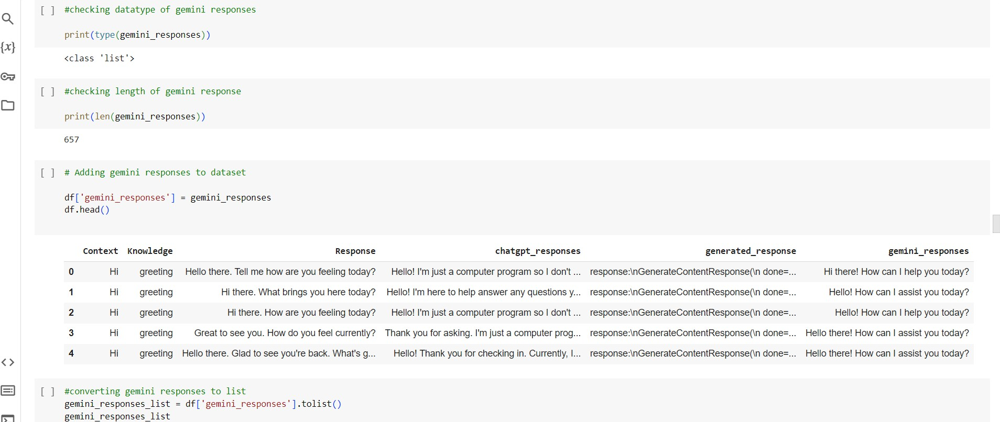 [ ] #checking datatype of gemini responses
print(type(gemini_responses))
<class 'list'>
{x}
[ ] #checking length of gemini response
print(len(gemini_responses))
657
[ ] # Adding gemini responses to dataset
df['gemini_responses'] = gemini_responses
df.head()
Context Knowledge Response chatgpt_responses generated_response gemini_responses
0 Hi greeting Hello there. Tell me how are you feeling today? Hello! I'm just a computer program so I don't ... response:\nGenerateContentResponse(\n done=... Hi there! How can I help you today?
1 Hi greeting Hi there. What brings you here today? Hello! I'm here to help answer any questions y... response:\nGenerateContentResponse(\n done=... Hello! How can I assist you today?
2 Hi greeting Hi there. How are you feeling today? Hello! I'm just a computer program so I don't ... response:\nGenerateContentResponse(\n done=... Hello! How can I help you today?
3 Hi greeting Great to see you. How do you feel currently? Thank you for asking. I'm just a computer prog... response:\nGenerateContentResponse(\n done=... Hello there! How can I assist you today?
4 Hi greeting Hello there. Glad to see you're back. What's g... Hello! Thank you for checking in. Currently, I... response:\nGenerateContentResponse(\n done=... Hello there! How can I assist you today?
[ ] #converting gemini responses to list
gemini_responses_list = df['gemini_responses'].tolist()
gemini_responses_list